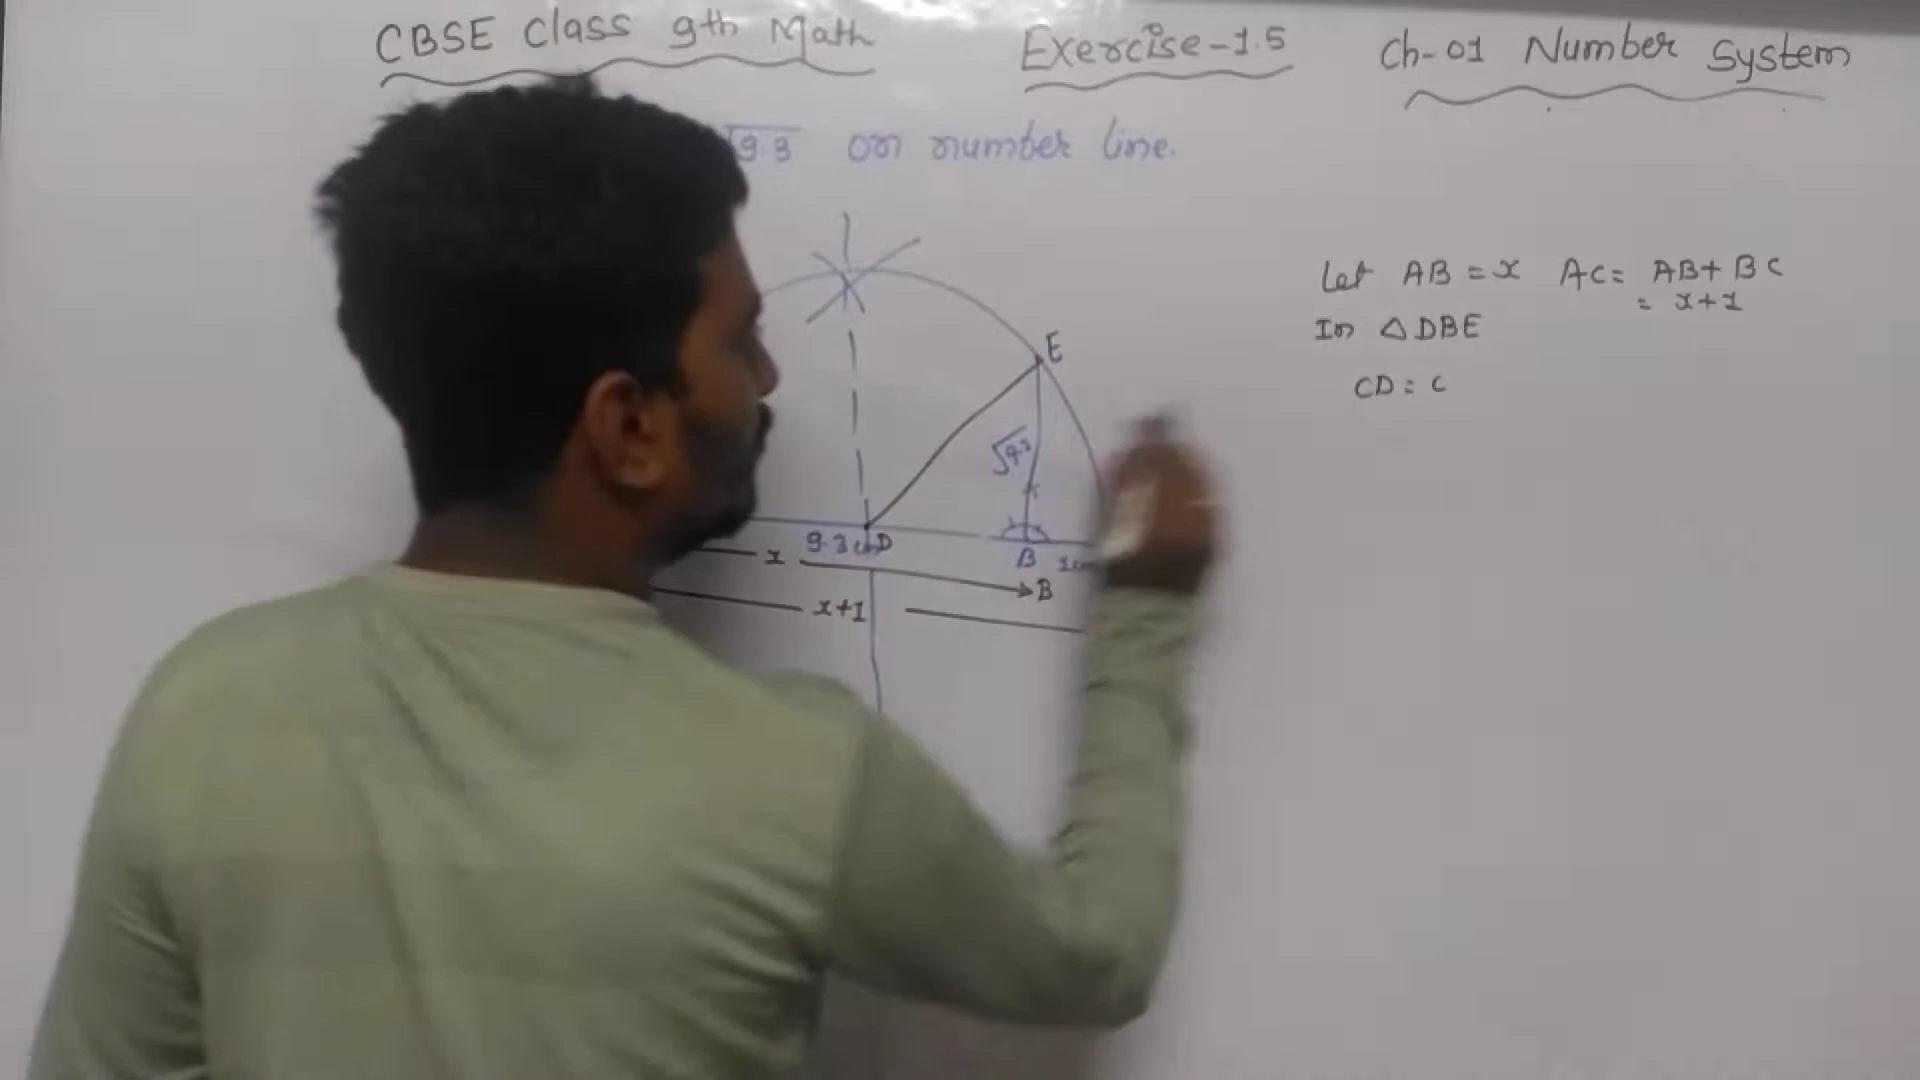 CBSE Class 9th Math Exercise-1.5 Ch-01 Number System
√9.3 on number line.
Let AB = x AC = AB + BC
= x+1
In △DBE
CD = C
E
√9.3
9.3 cm D
B 1cm
x
B
x+1